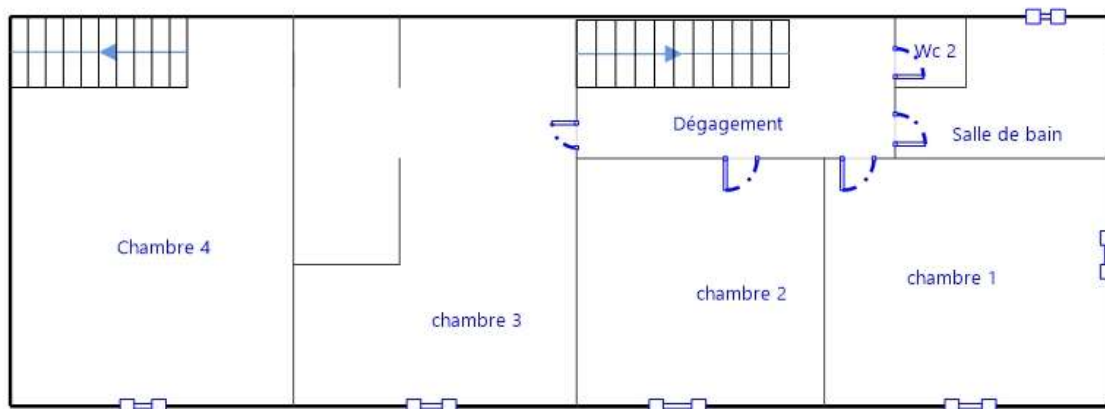 Wc 2
Dégagement
Salle de bain
Chambre 4
chambre 1
chambre 2
chambre 3